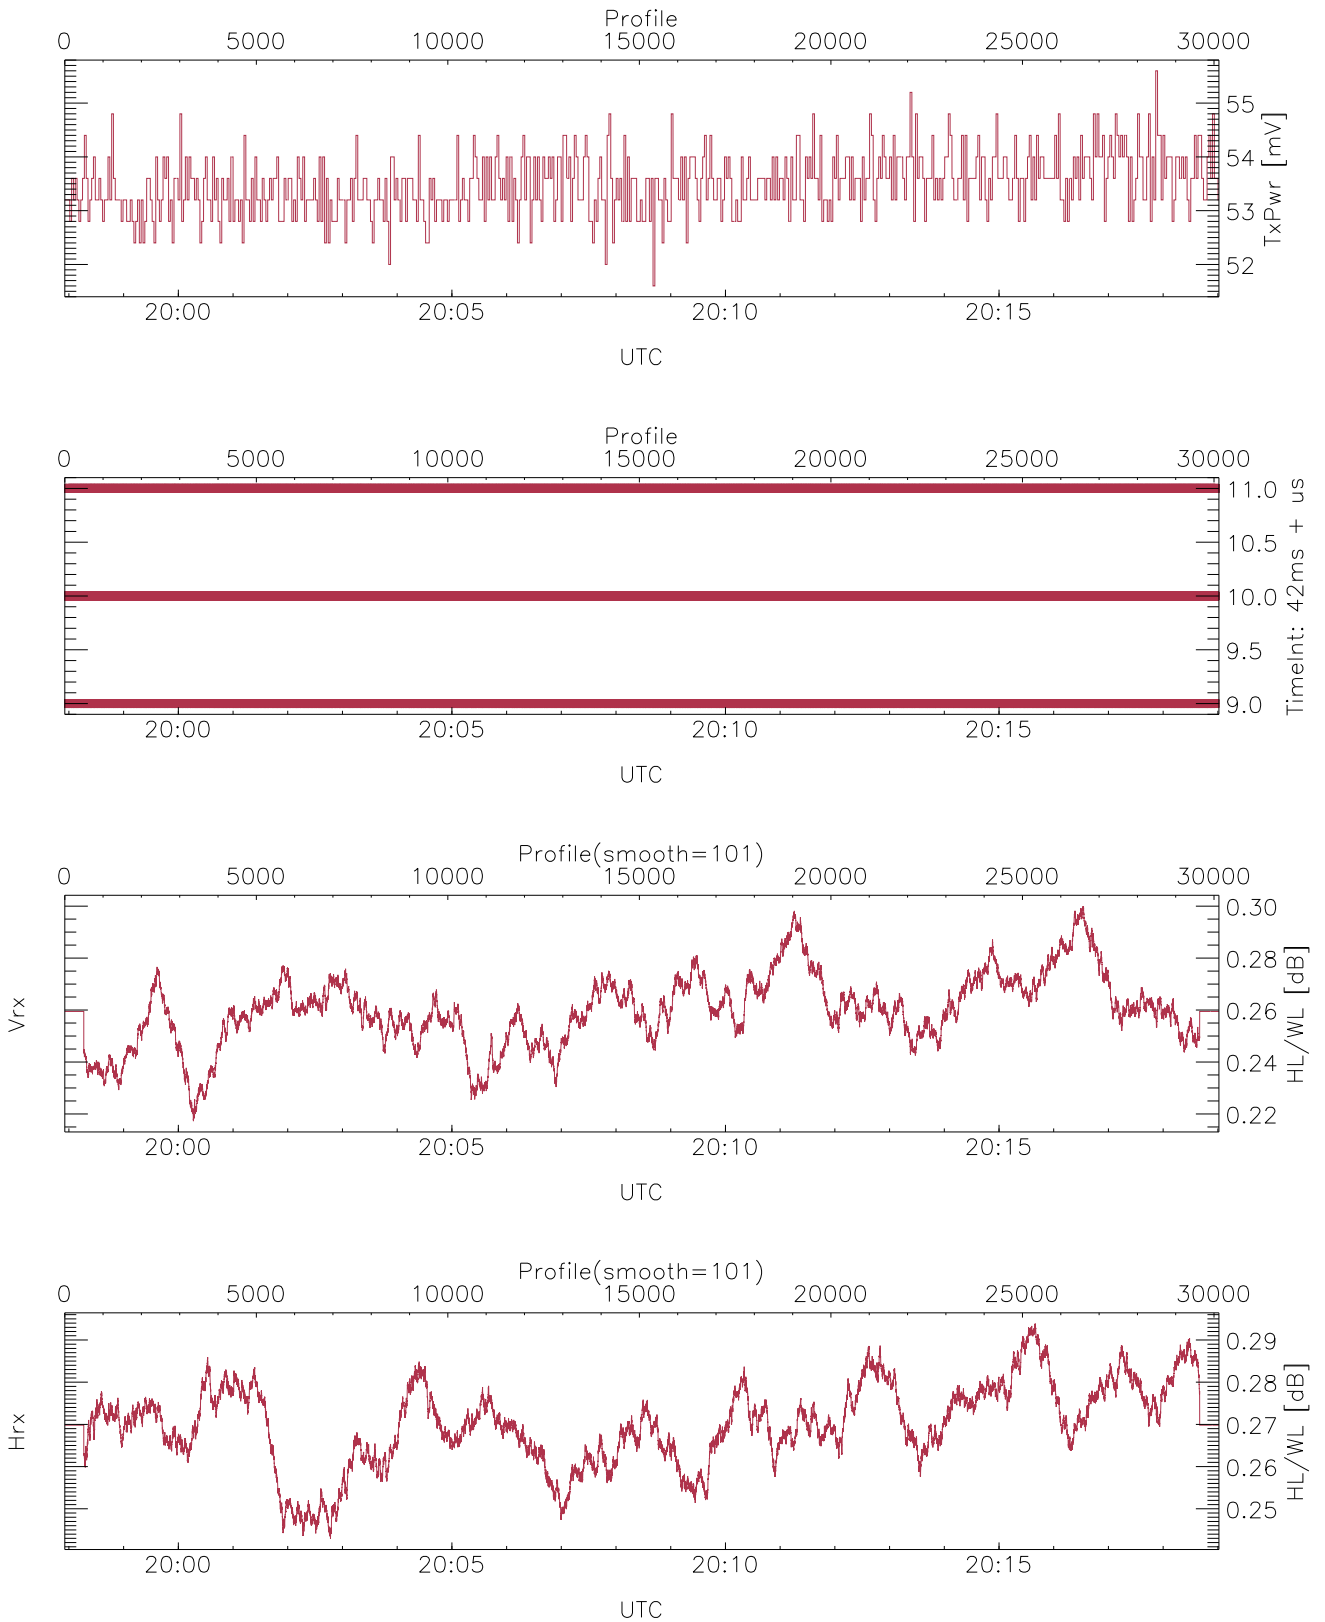 Profile
0 5000 10000 15000 20000 25000 30000
55
54
53
52
TxPwr [mV]
20:00 20:05 20:10 20:15
UTC
Profile
0 5000 10000 15000 20000 25000 30000
11.0
10.5
10.0
9.5
9.0
TimeInt: 42ms + us
20:00 20:05 20:10 20:15
UTC
Profile(smooth=101)
0 5000 10000 15000 20000 25000 30000
Vrx
0.30
0.28
0.26
0.24
0.22
HL/WL [dB]
20:00 20:05 20:10 20:15
UTC
Profile(smooth=101)
0 5000 10000 15000 20000 25000 30000
Hrx
0.29
0.28
0.27
0.26
0.25
HL/WL [dB]
20:00 20:05 20:10 20:15
UTC